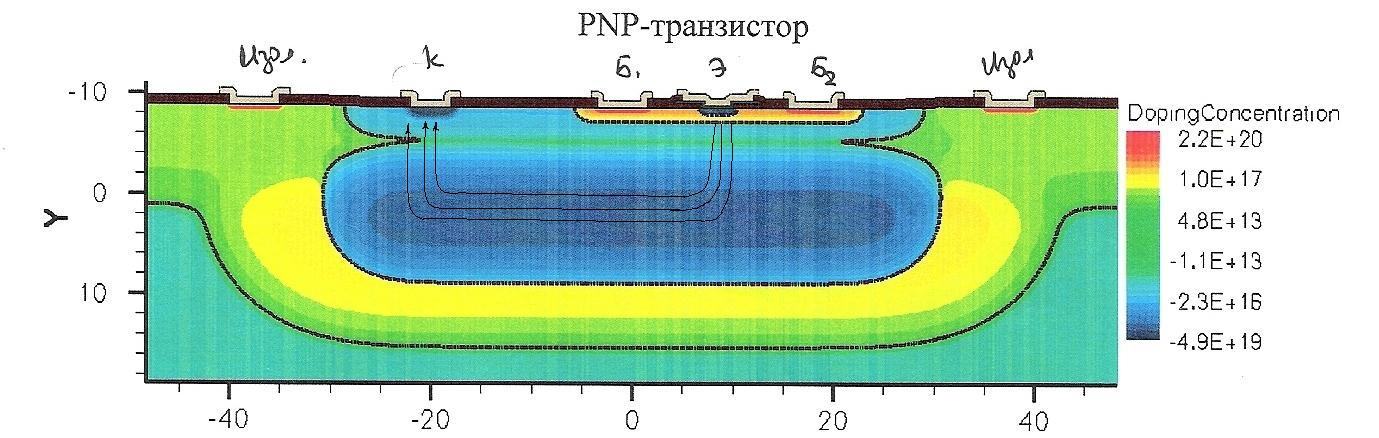 PNP-транзистор
Изол. К Б1 Э Б2 Изол
DopingConcentration
2.2E+20
1.0E+17
4.8E+13
-1.1E+13
-2.3E+16
-4.9E+19
Y
-10
0
10
-40 -20 0 20 40